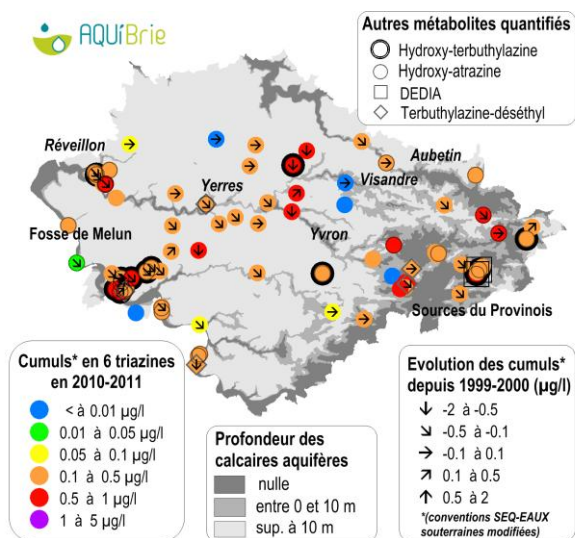 AQUiBrie
Autres métabolites quantifiés
Hydroxy-terbuthylazine
Hydroxy-atrazine
DEDIA
Terbuthylazine-déséthyl
Réveillon
Aubetin
Yerres
Visandre
Fosse de Melun
Yvron
Sources du Provinois
Cumuls* en 6 triazines
en 2010-2011
< à 0.01 µg/l
0.01 à 0.05 µg/l
0.05 à 0.1 µg/l
0.1 à 0.5 µg/l
0.5 à 1 µg/l
1 à 5 µg/l
Profondeur des
calcaires aquifères
nulle
entre 0 et 10 m
sup. à 10 m
Evolution des cumuls*
depuis 1999-2000 (µg/l)
-2 à -0.5
-0.5 à -0.1
-0.1 à 0.1
0.1 à 0.5
0.5 à 2
*(conventions SEQ-EAUX
souterraines modifiées)